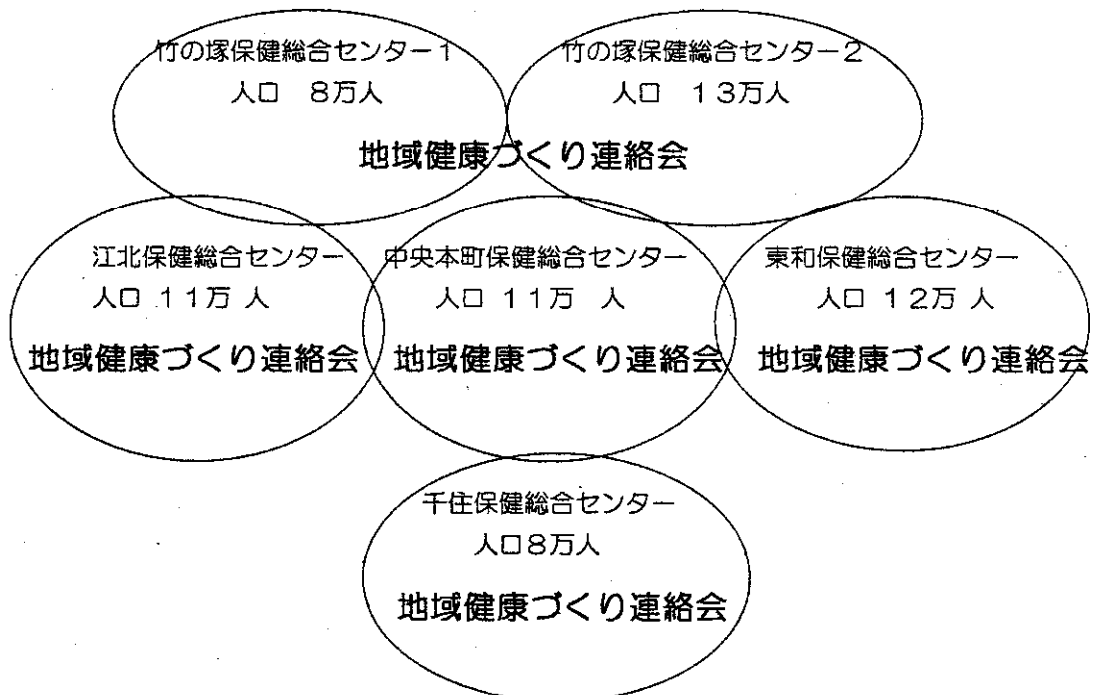 竹の塚保健総合センター1
人口　8万人
竹の塚保健総合センター2
人口　13万人
地域健康づくり連絡会
江北保健総合センター
人口 11万 人
地域健康づくり連絡会
中央本町保健総合センター
人口 11万　人
地域健康づくり連絡会
東和保健総合センター
人口 12万 人
地域健康づくり連絡会
千住保健総合センター
人口8万人
地域健康づくり連絡会